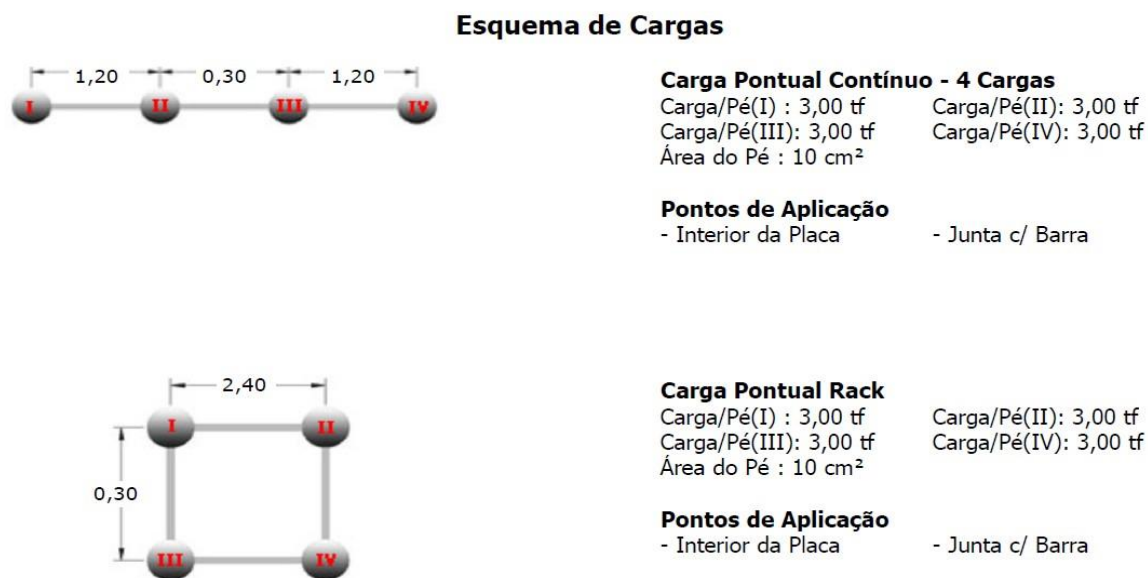 Esquema de Cargas
1,20 0,30 1,20
I II III IV
Carga Pontual Contínuo - 4 Cargas
Carga/Pé(I) : 3,00 tf Carga/Pé(II): 3,00 tf
Carga/Pé(III): 3,00 tf Carga/Pé(IV): 3,00 tf
Área do Pé : 10 cm²
Pontos de Aplicação
- Interior da Placa - Junta c/ Barra
2,40
I II
0,30
III IV
Carga Pontual Rack
Carga/Pé(I) : 3,00 tf Carga/Pé(II): 3,00 tf
Carga/Pé(III): 3,00 tf Carga/Pé(IV): 3,00 tf
Área do Pé : 10 cm²
Pontos de Aplicação
- Interior da Placa - Junta c/ Barra